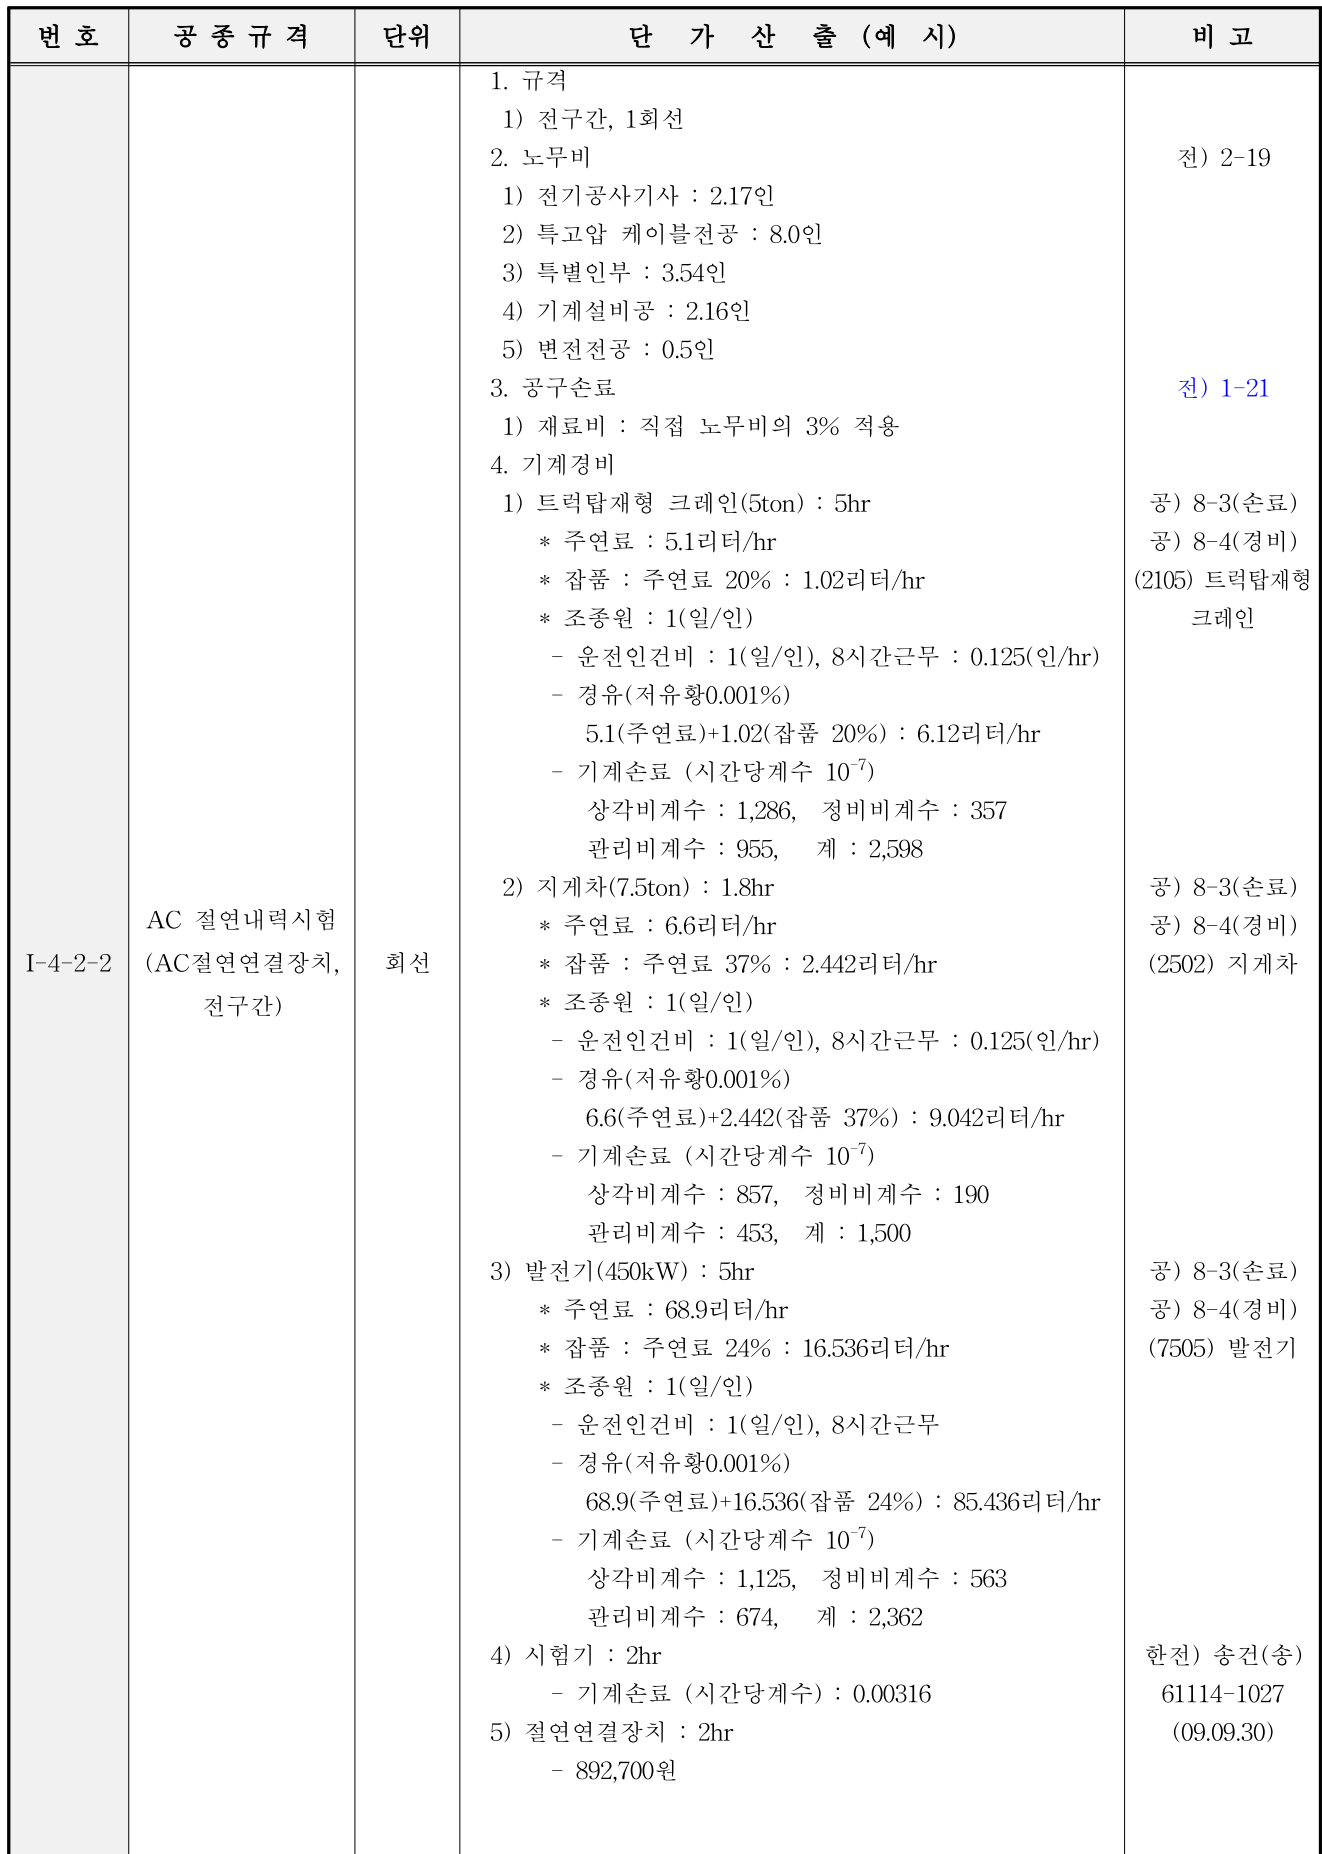 번 호 공 종 규 격 단위 단 가 산 출 (예 시) 비 고
1. 규격
1) 전구간, 1회선
2. 노무비 전) 2-19
1) 전기공사기사 : 2.17인
2) 특고압 케이블전공 : 8.0인
3) 특별인부 : 3.54인
4) 기계설비공 : 2.16인
5) 변전전공 : 0.5인
3. 공구손료 전) 1-21
1) 재료비 : 직접 노무비의 3% 적용
4. 기계경비
1) 트럭탑재형 크레인(5ton) : 5hr 공) 8-3(손료)
* 주연료 : 5.1리터/hr 공) 8-4(경비)
* 잡품 : 주연료 20% : 1.02리터/hr (2105) 트럭탑재형
* 조종원 : 1(일/인) 크레인
- 운전인건비 : 1(일/인), 8시간근무 : 0.125(인/hr)
- 경유(저유황0.001%)
5.1(주연료)+1.02(잡품 20%) : 6.12리터/hr
- 기계손료 (시간당계수 10⁻⁷)
상각비계수 : 1,286, 정비비계수 : 357
관리비계수 : 955, 계 : 2,598
2) 지게차(7.5ton) : 1.8hr 공) 8-3(손료)
AC 절연내력시험 * 주연료 : 6.6리터/hr 공) 8-4(경비)
I-4-2-2 (AC절연연결장치, 회선 * 잡품 : 주연료 37% : 2.442리터/hr (2502) 지게차
전구간) * 조종원 : 1(일/인)
- 운전인건비 : 1(일/인), 8시간근무 : 0.125(인/hr)
- 경유(저유황0.001%)
6.6(주연료)+2.442(잡품 37%) : 9.042리터/hr
- 기계손료 (시간당계수 10⁻⁷)
상각비계수 : 857, 정비비계수 : 190
관리비계수 : 453, 계 : 1,500
3) 발전기(450kW) : 5hr 공) 8-3(손료)
* 주연료 : 68.9리터/hr 공) 8-4(경비)
* 잡품 : 주연료 24% : 16.536리터/hr (7505) 발전기
* 조종원 : 1(일/인)
- 운전인건비 : 1(일/인), 8시간근무
- 경유(저유황0.001%)
68.9(주연료)+16.536(잡품 24%) : 85.436리터/hr
- 기계손료 (시간당계수 10⁻⁷)
상각비계수 : 1,125, 정비비계수 : 563
관리비계수 : 674, 계 : 2,362
4) 시험기 : 2hr 한전) 송건(송)
- 기계손료 (시간당계수) : 0.00316 61114-1027
5) 절연연결장치 : 2hr (09.09.30)
- 892,700원